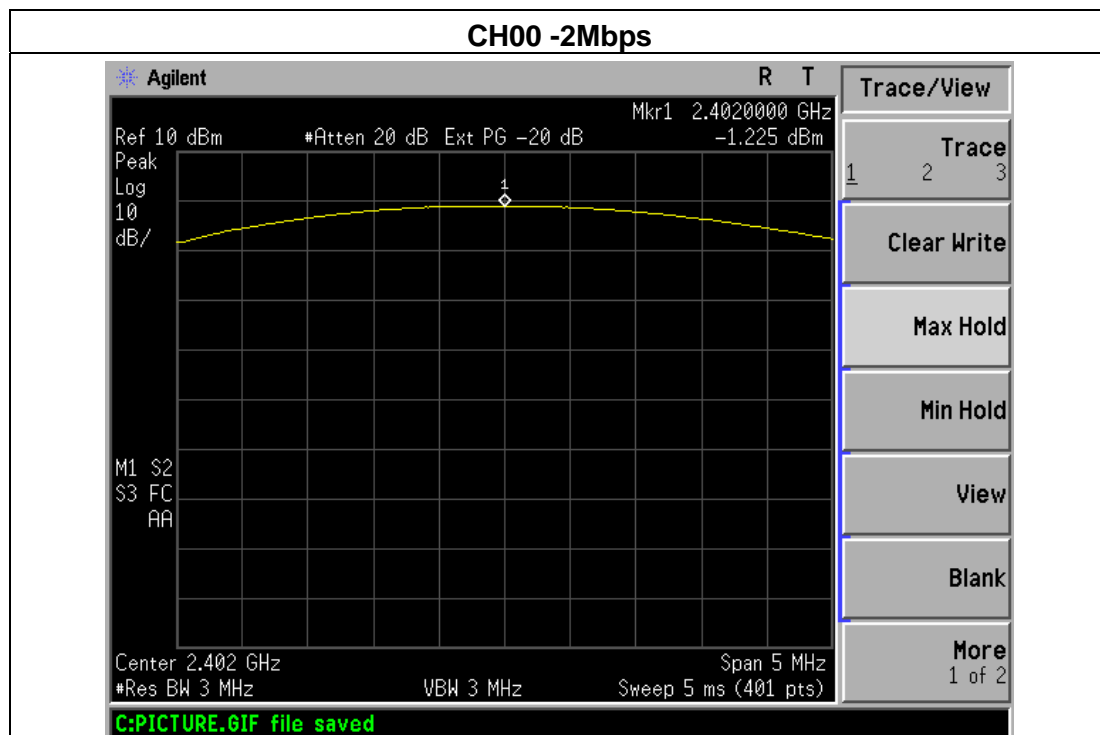 CH00 -2Mbps
Agilent R T
Mkr1 2.4020000 GHz
Ref 10 dBm #Atten 20 dB Ext PG -20 dB -1.225 dBm
Peak
Log
10
dB/
1
M1 S2
S3 FC
AA
Center 2.402 GHz Span 5 MHz
#Res BW 3 MHz VBW 3 MHz Sweep 5 ms (401 pts)
C:PICTURE.GIF file saved
Trace/View
Trace
1 2 3
Clear Write
Max Hold
Min Hold
View
Blank
More
1 of 2